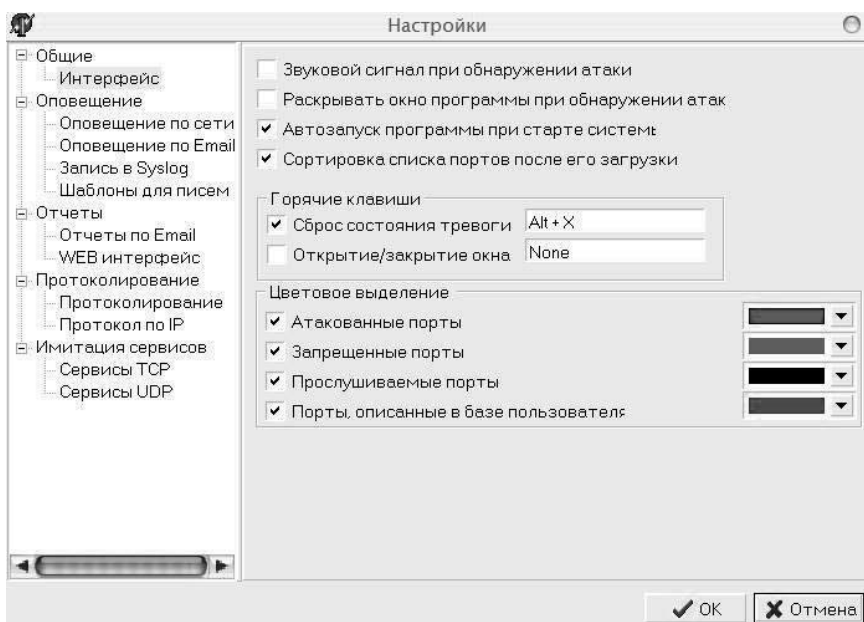 Настройки
Общие
Интерфейс
Оповещение
Оповещение по сети
Оповещение по Email
Запись в Syslog
Шаблоны для писем
Отчеты
Отчеты по Email
WEB интерфейс
Протоколирование
Протоколирование
Протокол по IP
Имитация сервисов
Сервисы TCP
Сервисы UDP
Звуковой сигнал при обнаружении атаки
Раскрывать окно программы при обнаружении атак
Автозапуск программы при старте системы
Сортировка списка портов после его загрузки
Горячие клавиши
Сброс состояния тревоги Alt + X
Открытие/закрытие окна None
Цветовое выделение
Атакованные порты
Запрещенные порты
Прослушиваемые порты
Порты, описанные в базе пользователя
OK
Отмена